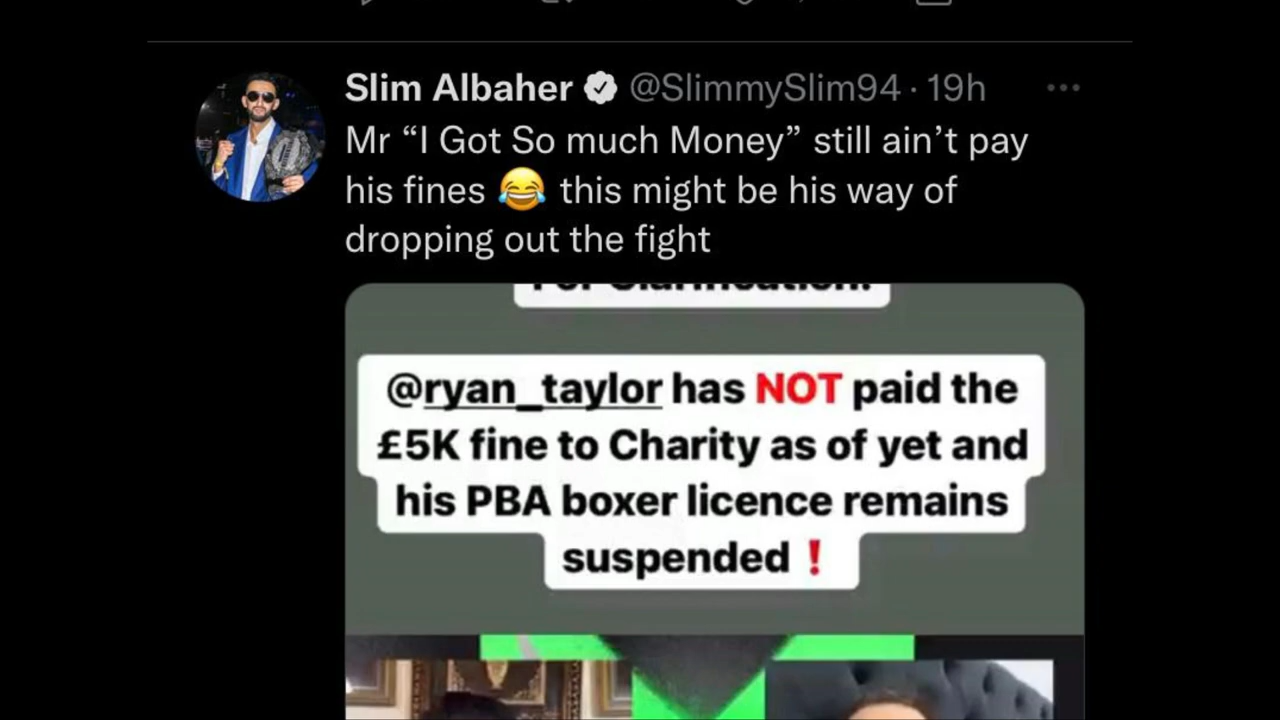 Slim Albaher @SlimmySlim94 · 19h
Mr “I Got So much Money” still ain’t pay
his fines 😂 this might be his way of
dropping out the fight
For Clarification:
@ryan_taylor has NOT paid the
£5K fine to Charity as of yet and
his PBA boxer licence remains
suspended❗